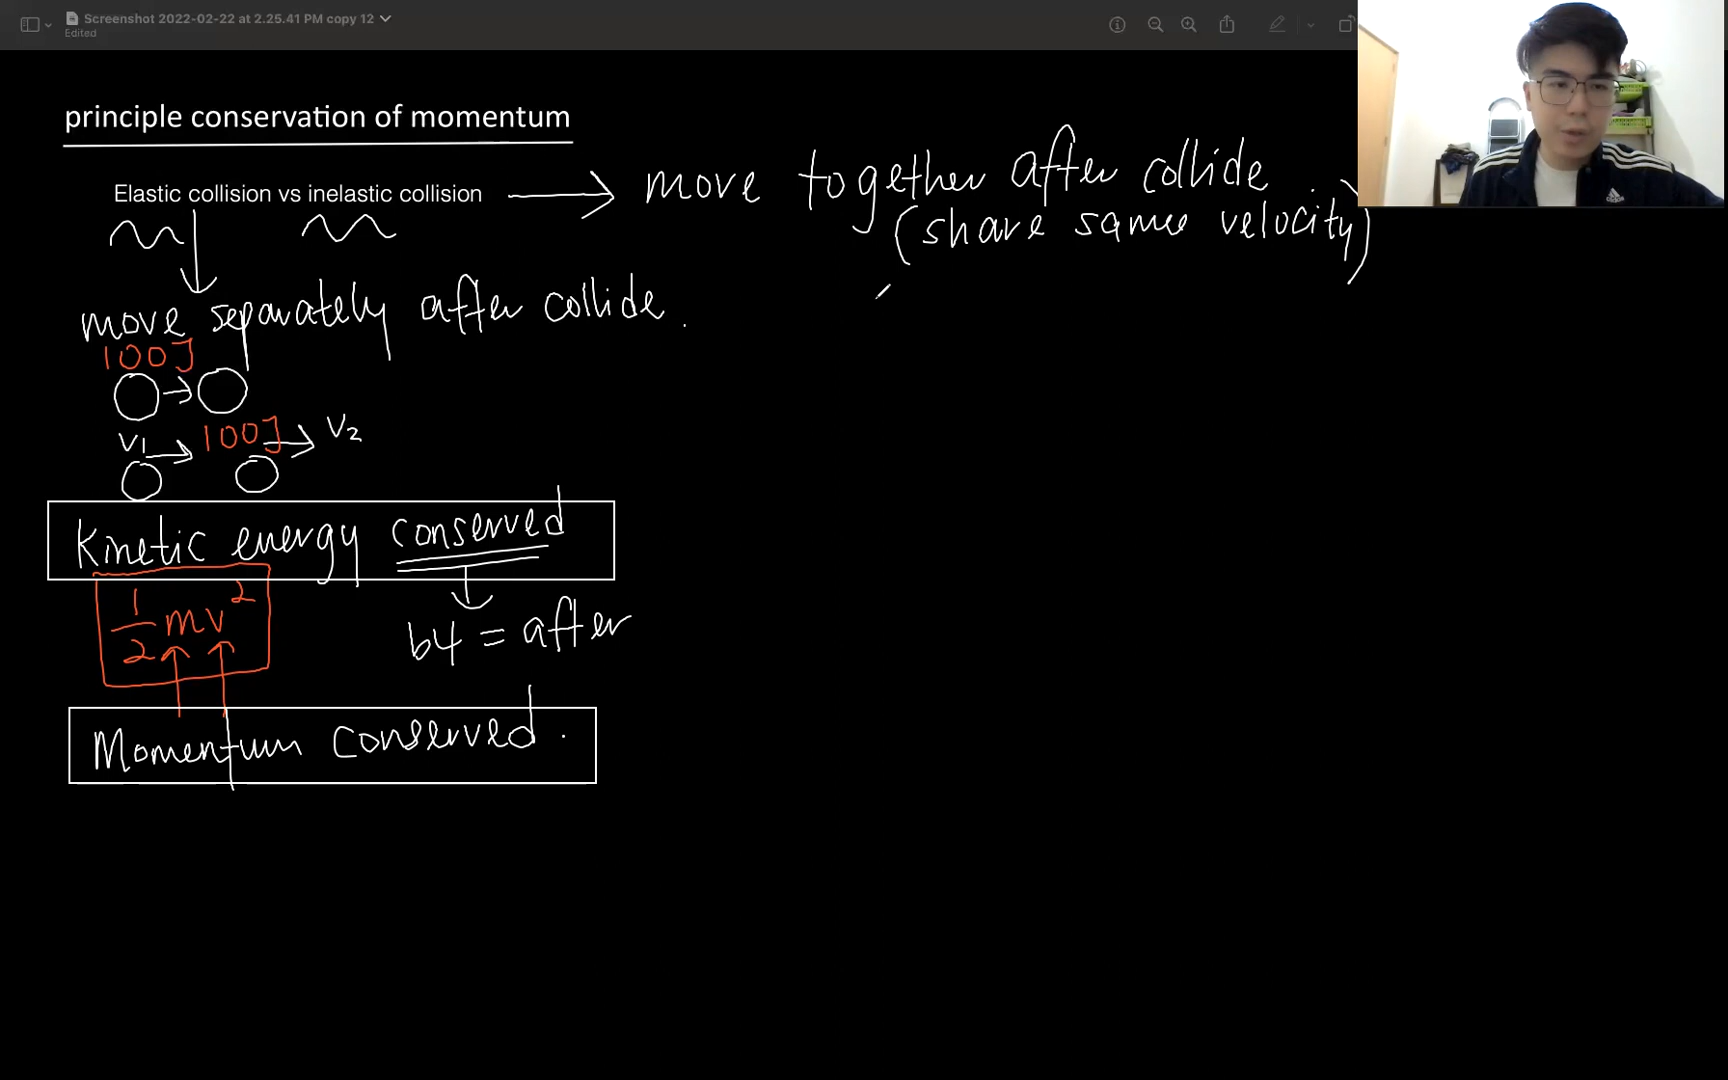 Screenshot 2022-02-22 at 2.25.41 PM copy 12
Edited
principle conservation of momentum
Elastic collision vs inelastic collision → move together after collide
(share same velocity)
move separately after collide.
100J
→
v1 → 100J → v2
Kinetic energy conserved
1/2 mv²
b4 = after
Momentum conserved.
adidas